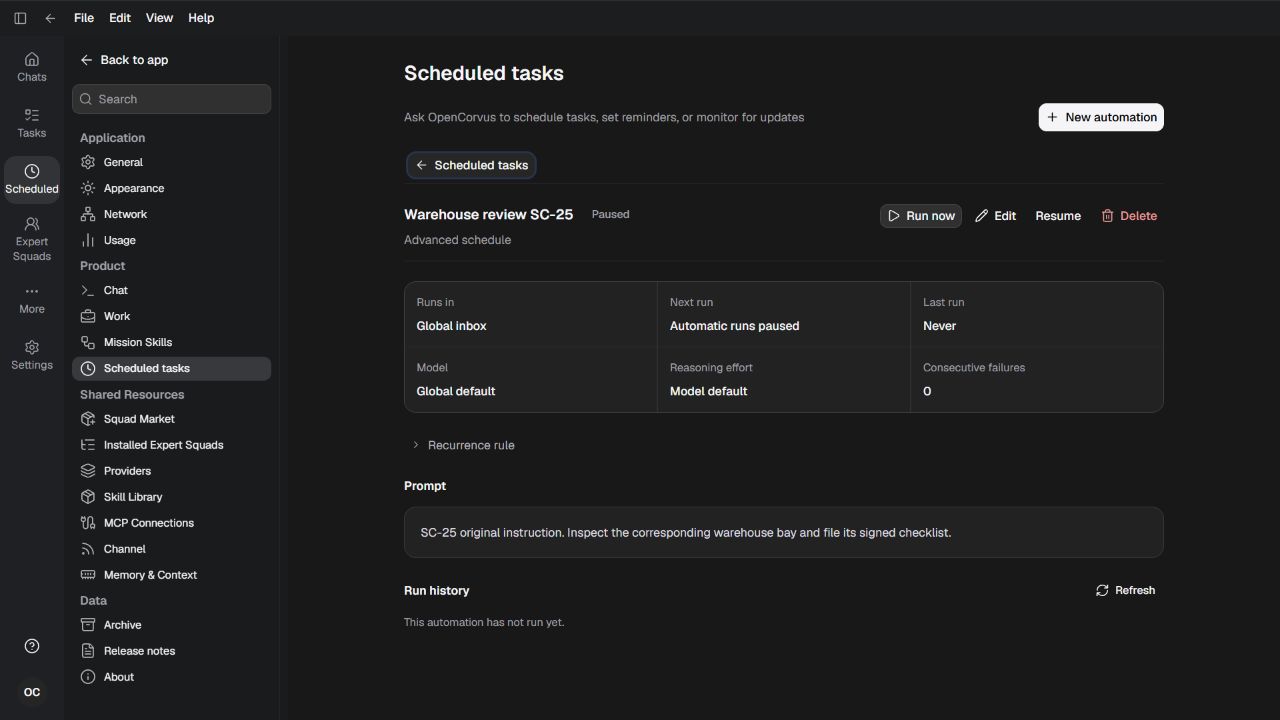 File Edit View Help
Chats
Tasks
Scheduled
Expert
Squads
More
Settings
OC
Back to app
Search
Application
General
Appearance
Network
Usage
Product
Chat
Work
Mission Skills
Scheduled tasks
Shared Resources
Squad Market
Installed Expert Squads
Providers
Skill Library
MCP Connections
Channel
Memory & Context
Data
Archive
Release notes
About
Scheduled tasks
Ask OpenCorvus to schedule tasks, set reminders, or monitor for updates
New automation
Scheduled tasks
Warehouse review SC-25 Paused
Run now Edit Resume Delete
Advanced schedule
Runs in Next run Last run
Global inbox Automatic runs paused Never
Model Reasoning effort Consecutive failures
Global default Model default 0
Recurrence rule
Prompt
SC-25 original instruction. Inspect the corresponding warehouse bay and file its signed checklist.
Run history Refresh
This automation has not run yet.